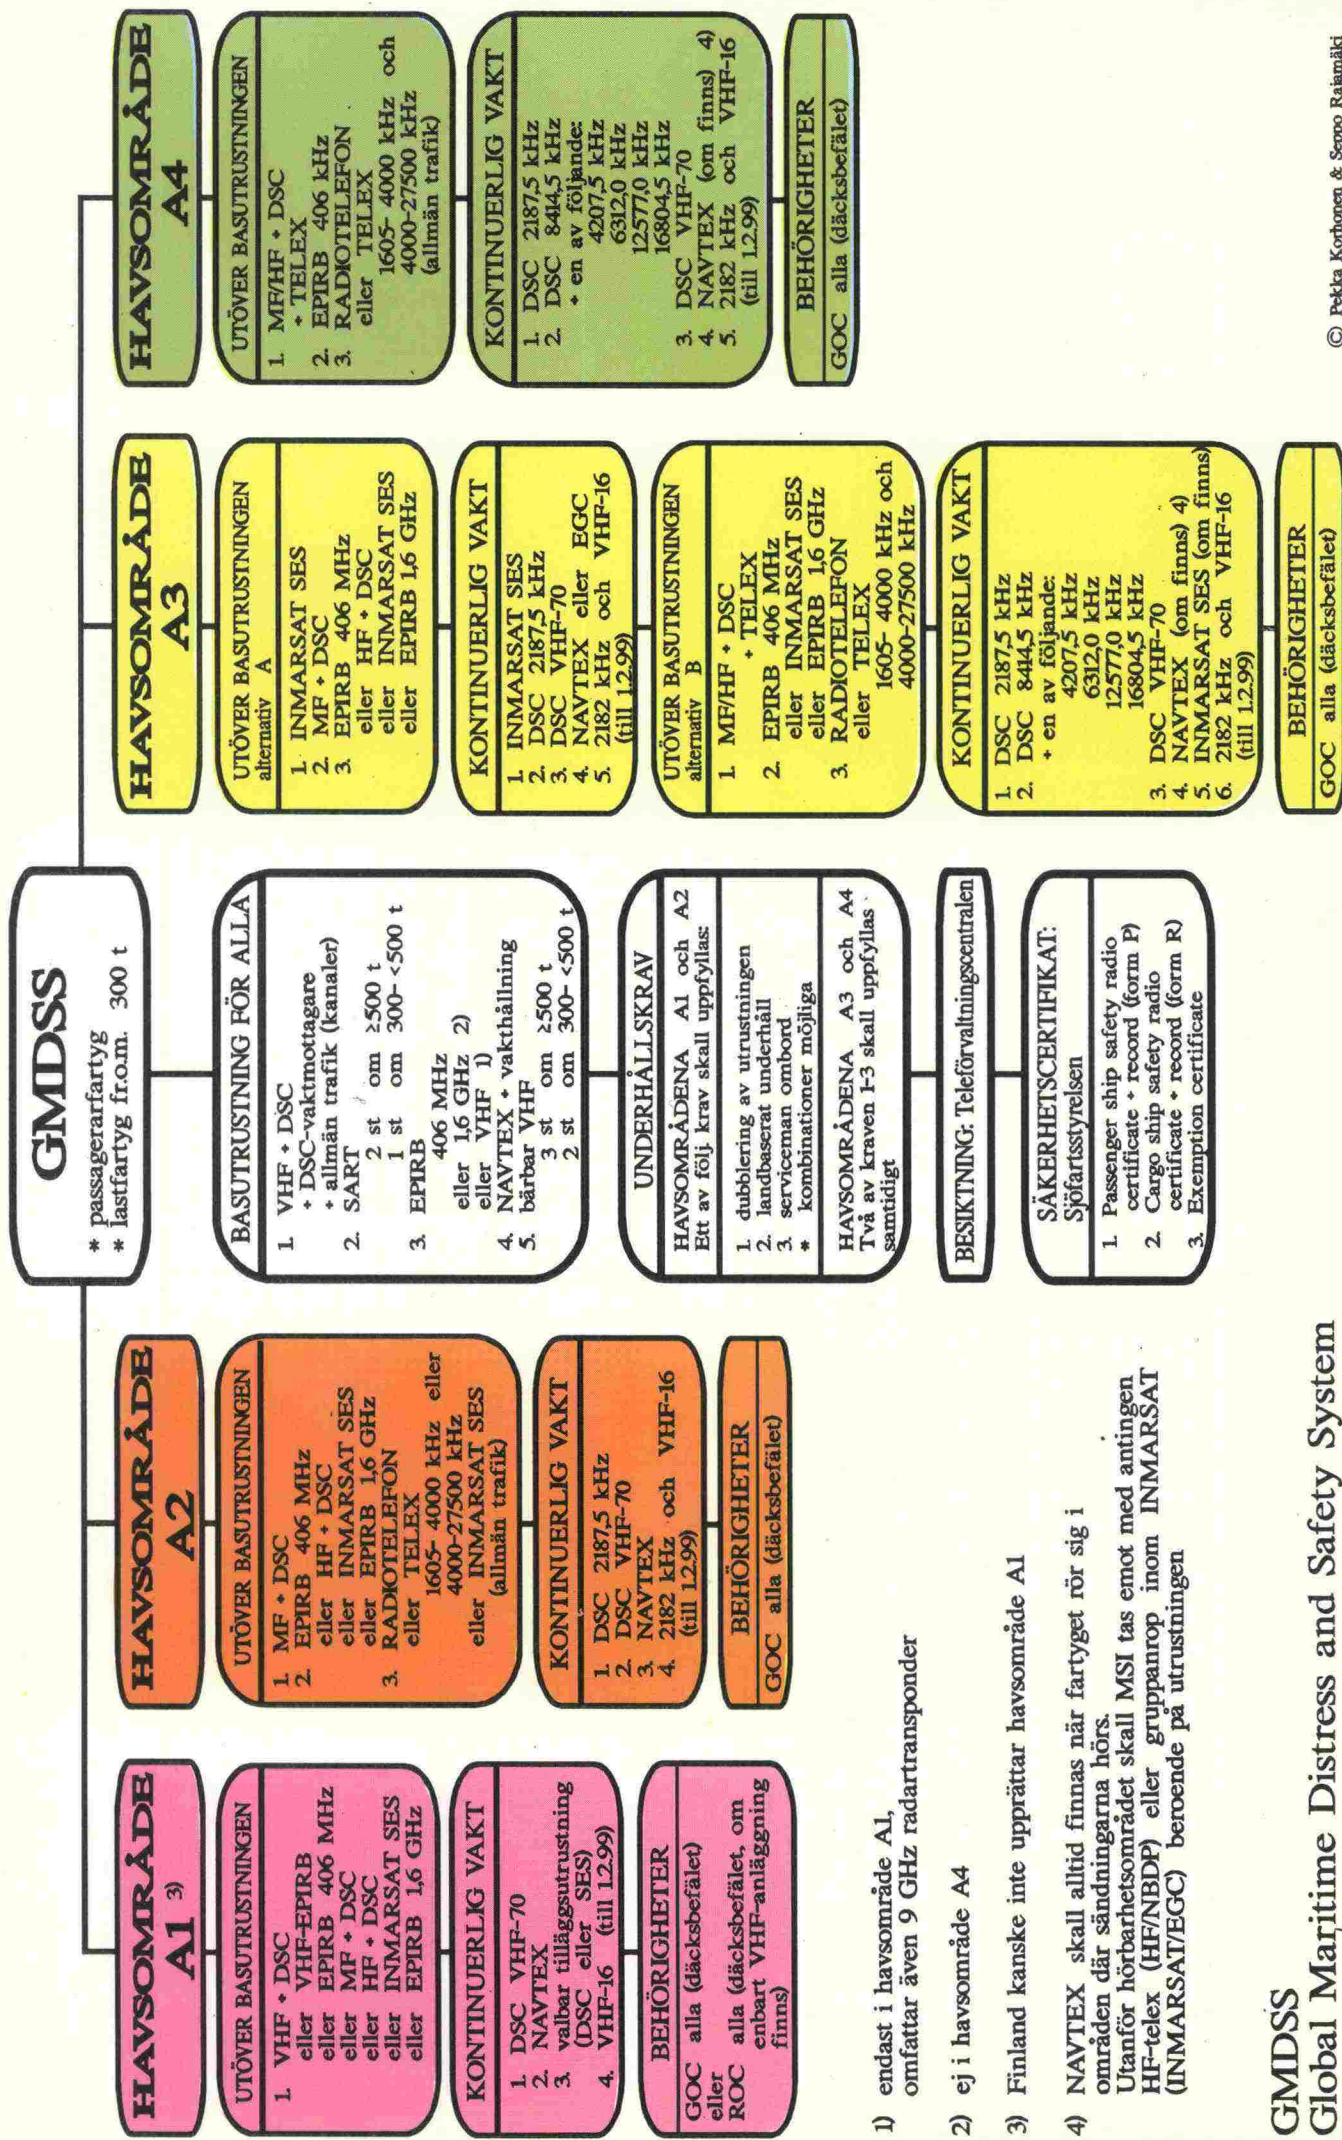 GMDSS
* passagerarfartyg
* lastfartyg fr.o.m. 300 t
HAVSOMRÅDE
A1 3)
UTÖVER BASUTRUSTNINGEN
1. VHF + DSC
eller VHF-EPIRB
eller EPIRB 406 MHz
eller MF + DSC
eller HF + DSC
eller INMARSAT SES
eller EPIRB 1,6 GHz
KONTINUERLIG VAKT
1. DSC VHF-70
2. NAVTEX
3. valbar tilläggsutrustning
(DSC eller SES)
4. VHF-16 (till 1.2.99)
BEHÖRIGHETER
GOC alla (däcksbefälet)
eller
ROC alla (däcksbefälet, om
enbart VHF-anläggning
finns)
HAVSOMRÅDE
A2
UTÖVER BASUTRUSTNINGEN
1. MF + DSC
2. EPIRB 406 MHz
eller HF + DSC
eller INMARSAT SES
eller EPIRB 1,6 GHz
3. RADIOTELEFON
eller TELEX
1605- 4000 kHz eller
4000-27500 kHz
eller INMARSAT SES
(allmän trafik)
KONTINUERLIG VAKT
1. DSC 2187,5 kHz
2. DSC VHF-70
3. NAVTEX
4. 2182 kHz och VHF-16
(till 1.2.99)
BEHÖRIGHETER
GOC alla (däcksbefälet)
BASUTRUSTNING FÖR ALLA
1. VHF + DSC
+ DSC-vaktmottagare
+ allmän trafik (kanaler)
2. SART
2 st om ≥500 t
1 st om 300- <500 t
3. EPIRB
406 MHz
eller 1,6 GHz 2)
eller VHF 1)
4. NAVTEX + vakthållning
5. bärbar VHF
3 st om ≥500 t
2 st om 300- <500 t
UNDERHÅLLSKRAV
HAVSOMRÅDENA A1 och A2
Ett av följ. krav skall uppfyllas:
1. dubblering av utrustningen
2. landbaserat underhåll
3. serviceman ombord
* kombinationer möjliga
HAVSOMRÅDENA A3 och A4
Två av kraven 1-3 skall uppfyllas
samtidigt
BESIKTNING: Teleförvaltningscentralen
SÄKERHETSCERTIFIKAT:
Sjöfartsstyrelsen
1. Passenger ship safety radio
certificate + record (form P)
2. Cargo ship safety radio
certificate + record (form R)
3. Exemption certificate
HAVSOMRÅDE
A3
UTÖVER BASUTRUSTNINGEN
alternativ A
1. INMARSAT SES
2. MF + DSC
3. EPIRB 406 MHz
eller HF + DSC
eller INMARSAT SES
eller EPIRB 1,6 GHz
KONTINUERLIG VAKT
1. INMARSAT SES
2. DSC 2187,5 kHz
3. DSC VHF-70
4. NAVTEX eller EGC
5. 2182 kHz och VHF-16
(till 1.2.99)
UTÖVER BASUTRUSTNINGEN
alternativ B
1. MF/HF + DSC
+ TELEX
2. EPIRB 406 MHz
eller INMARSAT SES
eller EPIRB 1,6 GHz
3. RADIOTELEFON
eller TELEX
1605- 4000 kHz och
4000-27500 kHz
KONTINUERLIG VAKT
1. DSC 2187,5 kHz
2. DSC 8414,5 kHz
+ en av följande:
4207,5 kHz
6312,0 kHz
12577,0 kHz
16804,5 kHz
3. DSC VHF-70
4. NAVTEX (om finns) 4)
5. INMARSAT SES (om finns)
6. 2182 kHz och VHF-16
(till 1.2.99)
BEHÖRIGHETER
GOC alla (däcksbefälet)
HAVSOMRÅDE
A4
UTÖVER BASUTRUSTNINGEN
1. MF/HF + DSC
+ TELEX
2. EPIRB 406 kHz
3. RADIOTELEFON
eller TELEX
1605- 4000 kHz och
4000-27500 kHz
(allmän trafik)
KONTINUERLIG VAKT
1. DSC 2187,5 kHz
2. DSC 8414,5 kHz
+ en av följande:
4207,5 kHz
6312,0 kHz
12577,0 kHz
16804,5 kHz
3. DSC VHF-70
4. NAVTEX (om finns) 4)
5. 2182 kHz och VHF-16
(till 1.2.99)
BEHÖRIGHETER
GOC alla (däcksbefälet)
1) endast i havsområde A1,
omfattar även 9 GHz radartransponder
2) ej i havsområde A4
3) Finland kanske inte upprättar havsområde A1
4) NAVTEX skall alltid finnas när fartyget rör sig i
områden där sändningarna hörs.
Utanför hörbarhetsområdet skall MSI tas emot med antingen
HF-telex (HF/NBDP) eller gruppanrop inom INMARSAT
(INMARSAT/EGC) beroende på utrustningen
GMDSS
Global Maritime Distress and Safety System
© Pekka Korhonen & Seppo Rajamäki